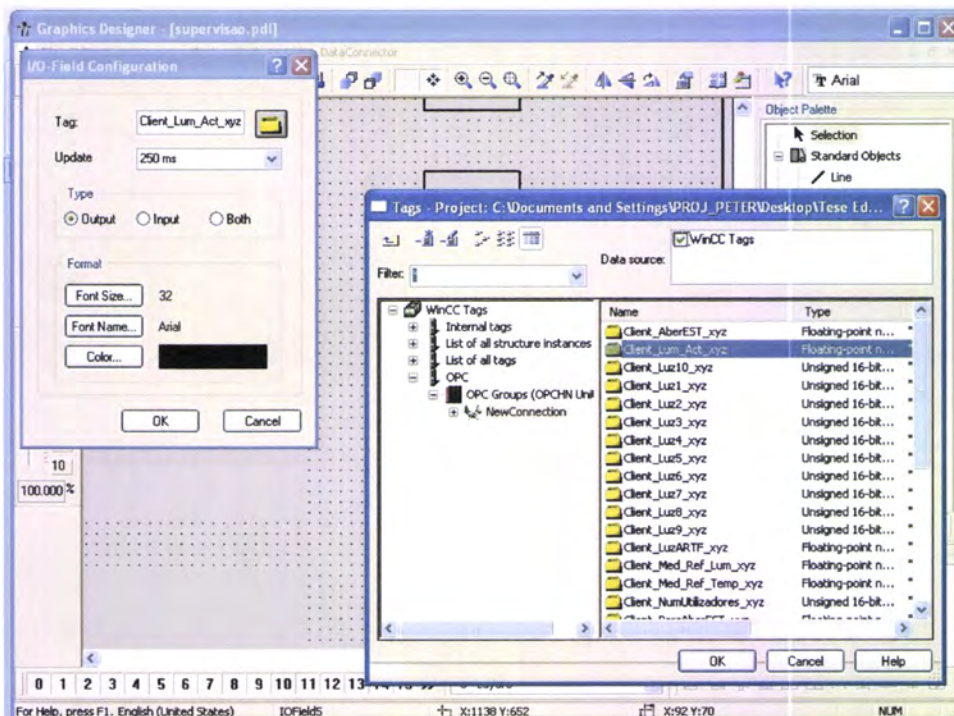 Graphics Designer - [supervisao.pdl]
DataConnector
I/O-Field Configuration
Arial
Tag: Client_Lum_Act_xyz
Update 250 ms
Type
Output Input Both
Format
Font Size... 32
Font Name... Arial
Color...
OK Cancel
10
100.000 %
Object Palette
Selection
Standard Objects
Line
Tags - Project: C:\Documents and Settings\PROJ_PETER\Desktop\Tese Ed...
WinCC Tags
Data source:
Filter:
WinCC Tags
Internal tags
List of all structure instances
List of all tags
OPC
OPC Groups (OPCHN Uni
NewConnection
Name Type
Client_AberEST_xyz Floating-point n...
Client_Lum_Act_xyz Floating-point n...
Client_Luz10_xyz Unsigned 16-bit...
Client_Luz1_xyz Unsigned 16-bit...
Client_Luz2_xyz Unsigned 16-bit...
Client_Luz3_xyz Unsigned 16-bit...
Client_Luz4_xyz Unsigned 16-bit...
Client_Luz5_xyz Unsigned 16-bit...
Client_Luz6_xyz Unsigned 16-bit...
Client_Luz7_xyz Unsigned 16-bit...
Client_Luz8_xyz Unsigned 16-bit...
Client_Luz9_xyz Unsigned 16-bit...
Client_LuzARTF_xyz Floating-point n...
Client_Med_Ref_Lum_xyz Floating-point n...
Client_Med_Ref_Temp_xyz Floating-point n...
Client_NumUtilizadores_xyz Unsigned 16-bit...
OK Cancel Help
0 1 2 3 4 5 6 7 8 9 10 11 12 13
For Help, press F1. English (United States) IOField5 X:1138 Y:652 X:92 Y:70 NUM